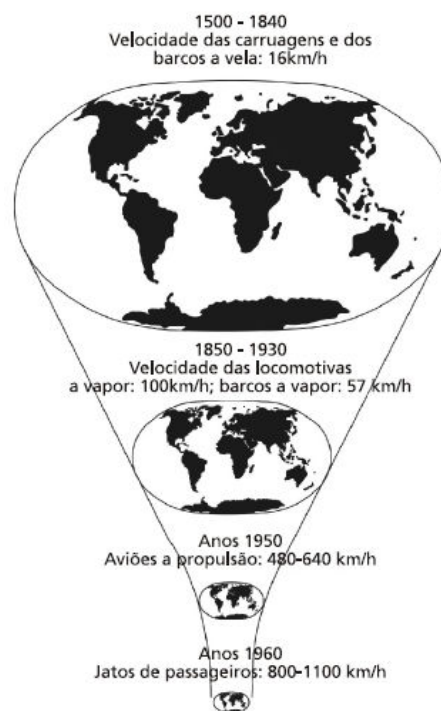 1500 - 1840
Velocidade das carruagens e dos
barcos a vela: 16km/h
1850 - 1930
Velocidade das locomotivas
a vapor: 100km/h; barcos a vapor: 57 km/h
Anos 1950
Aviões a propulsão: 480-640 km/h
Anos 1960
Jatos de passageiros: 800-1100 km/h